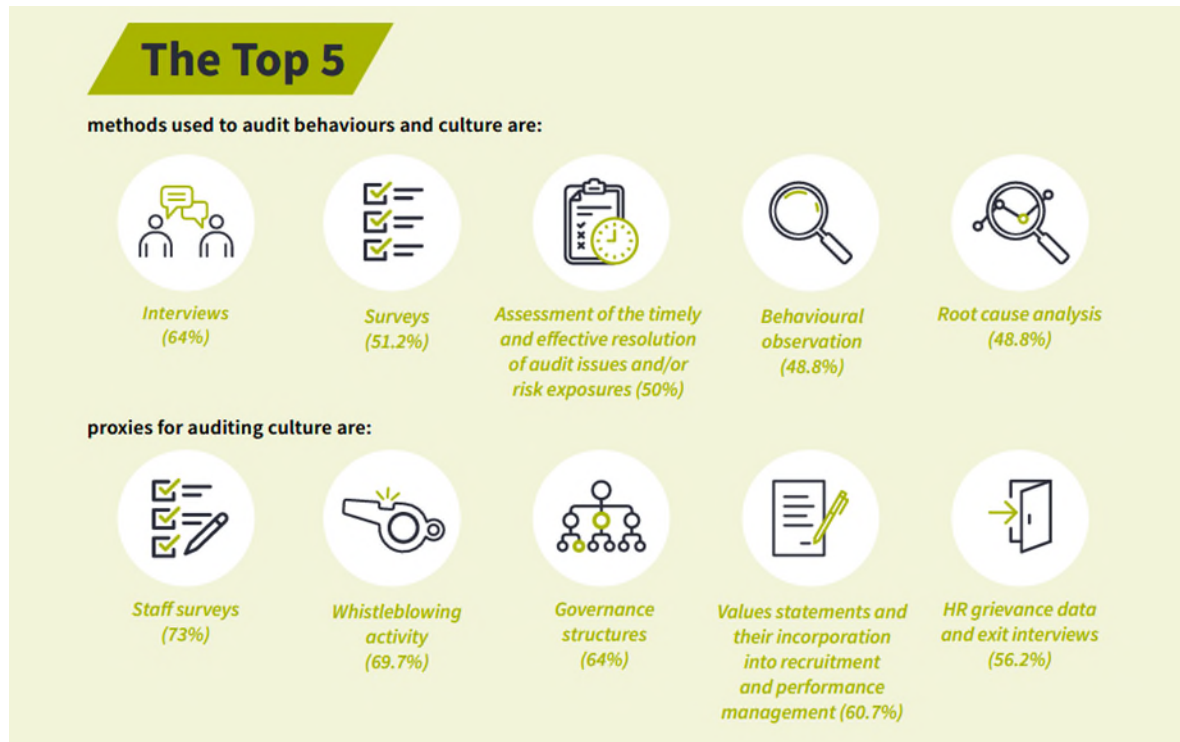 The Top 5
methods used to audit behaviours and culture are:
Interviews
(64%)
Surveys
(51.2%)
Assessment of the timely
and effective resolution
of audit issues and/or
risk exposures (50%)
Behavioural
observation
(48.8%)
Root cause analysis
(48.8%)
proxies for auditing culture are:
Staff surveys
(73%)
Whistleblowing
activity
(69.7%)
Governance
structures
(64%)
Values statements and
their incorporation
into recruitment
and performance
management (60.7%)
HR grievance data
and exit interviews
(56.2%)